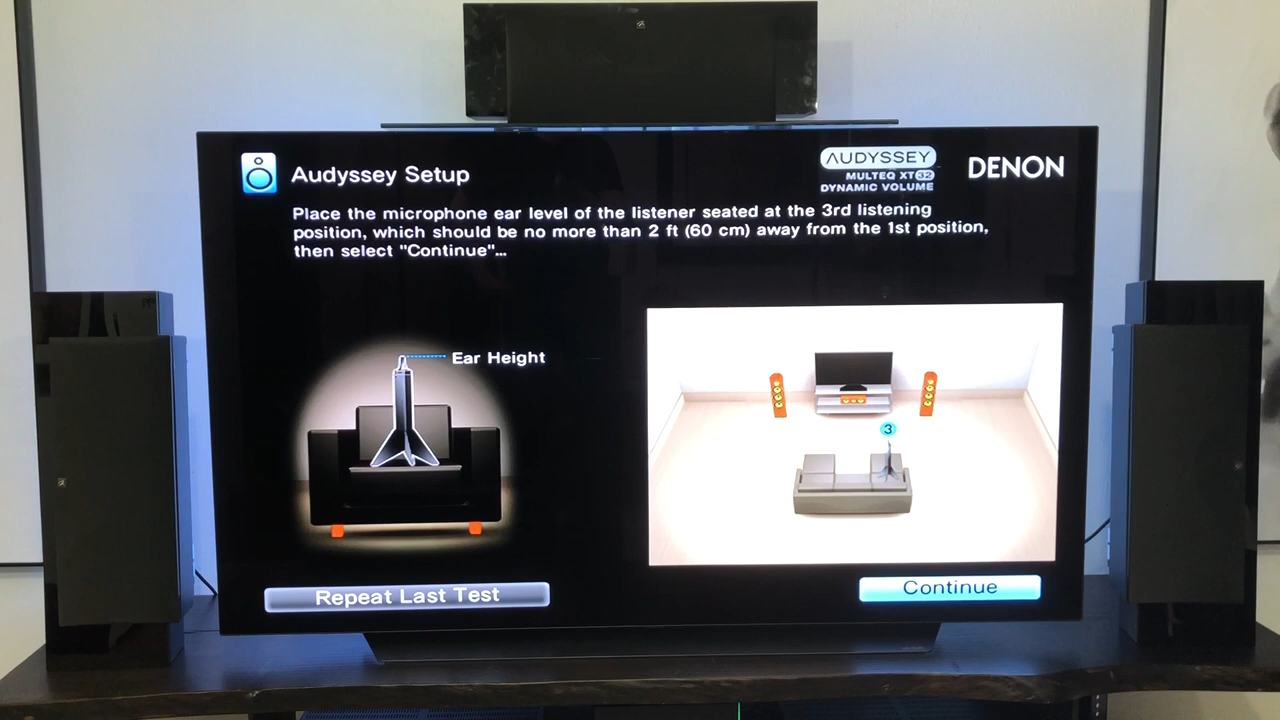 Audyssey Setup
AUDYSSEY
MULTEQ XT32
DYNAMIC VOLUME
DENON
Place the microphone ear level of the listener seated at the 3rd listening
position, which should be no more than 2 ft (60 cm) away from the 1st position,
then select "Continue"...
Ear Height
3
Repeat Last Test
Continue